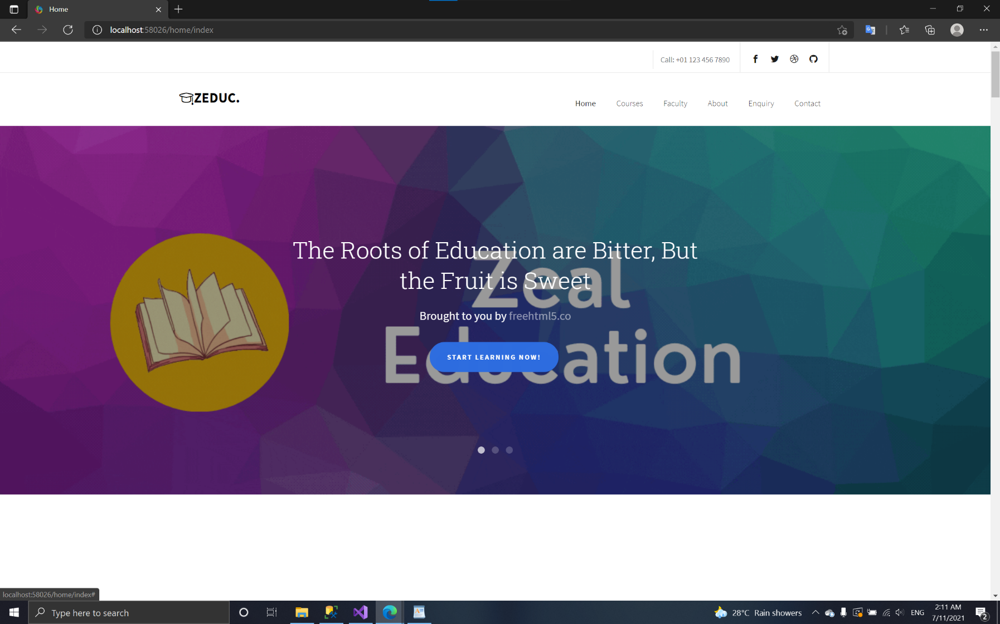 Home
localhost:58026/home/index
Call: +01 123 456 7890
ZEDUC.
Home Courses Faculty About Enquiry Contact
The Roots of Education are Bitter, But
the Fruit is Sweet
Zeal
Brought to you by freehtml5.co
Education
START LEARNING NOW!
localhost:58026/home/index#
Type here to search
28°C Rain showers
ENG
2:11 AM
7/11/2021
2